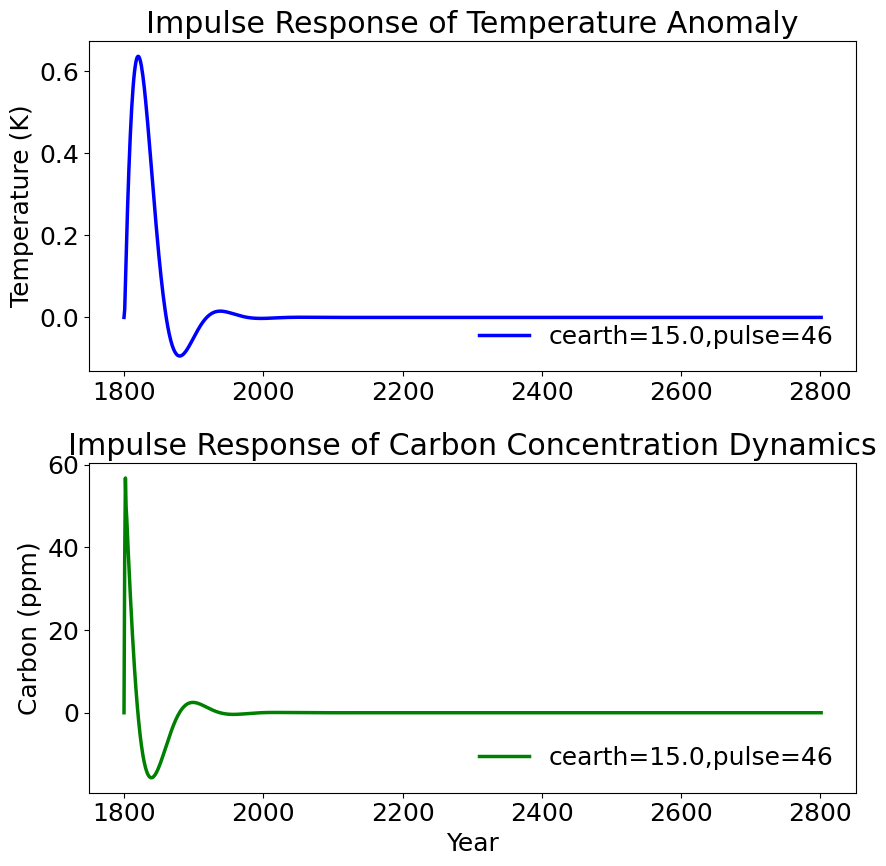 Impulse Response of Temperature Anomaly
Temperature (K)
0.6
0.4
0.2
0.0
cearth=15.0,pulse=46
1800 2000 2200 2400 2600 2800
Impulse Response of Carbon Concentration Dynamics
Carbon (ppm)
60
40
20
0
cearth=15.0,pulse=46
1800 2000 2200 2400 2600 2800
Year